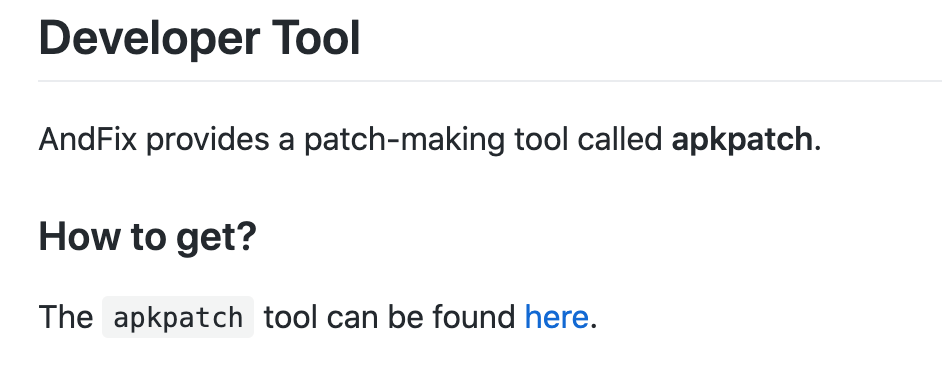 Developer Tool
AndFix provides a patch-making tool called apkpatch.
How to get?
The apkpatch tool can be found here.